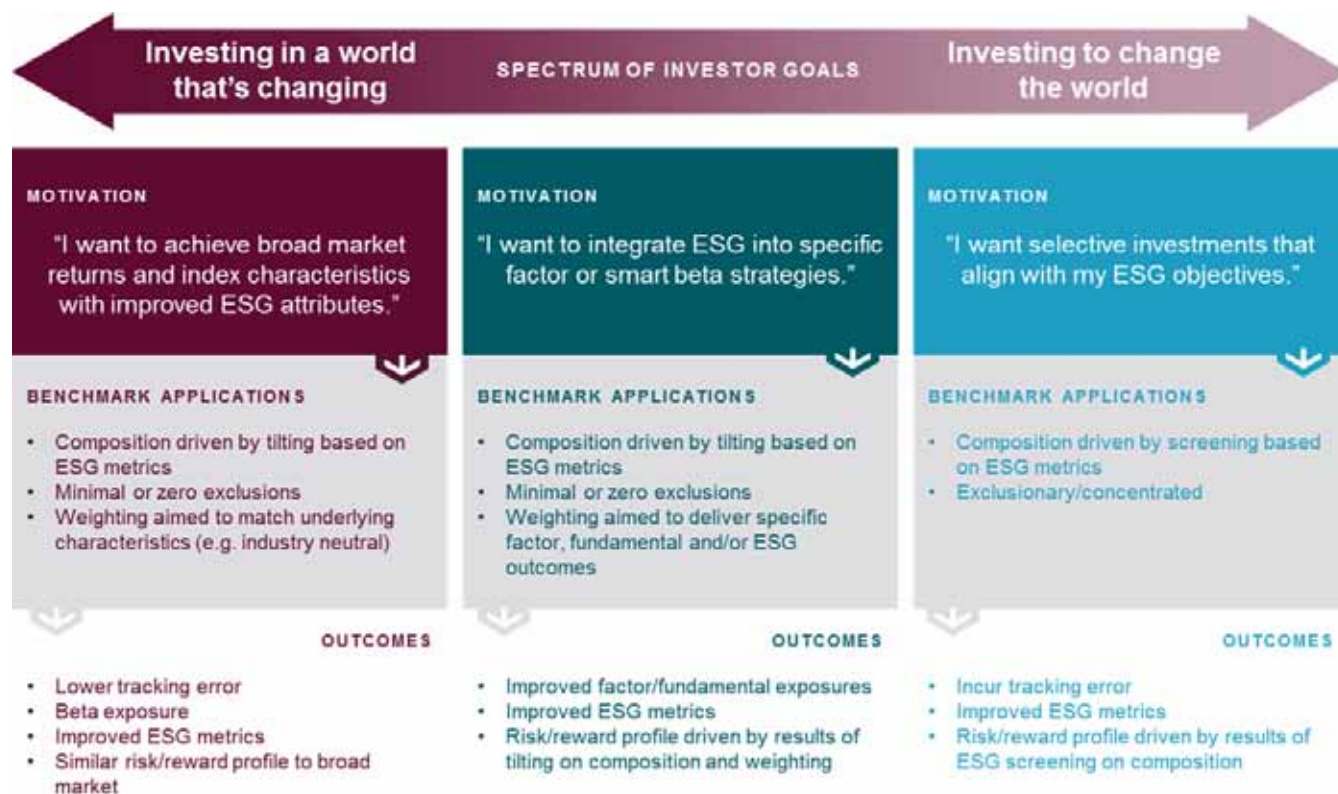 Investing in a world
that's changing
SPECTRUM OF INVESTOR GOALS
Investing to change
the world
MOTIVATION
"I want to achieve broad market
returns and index characteristics
with improved ESG attributes."
BENCHMARK APPLICATIONS
• Composition driven by tilting based on
ESG metrics
• Minimal or zero exclusions
• Weighting aimed to match underlying
characteristics (e.g. industry neutral)
OUTCOMES
• Lower tracking error
• Beta exposure
• Improved ESG metrics
• Similar risk/reward profile to broad
market
MOTIVATION
"I want to integrate ESG into specific
factor or smart beta strategies."
BENCHMARK APPLICATIONS
• Composition driven by tilting based on
ESG metrics
• Minimal or zero exclusions
• Weighting aimed to deliver specific
factor, fundamental and/or ESG
outcomes
OUTCOMES
• Improved factor/fundamental exposures
• Improved ESG metrics
• Risk/reward profile driven by results of
tilting on composition and weighting
MOTIVATION
"I want selective investments that
align with my ESG objectives."
BENCHMARK APPLICATIONS
• Composition driven by screening based
on ESG metrics
• Exclusionary/concentrated
OUTCOMES
• Incur tracking error
• Improved ESG metrics
• Risk/reward profile driven by results of
ESG screening on composition